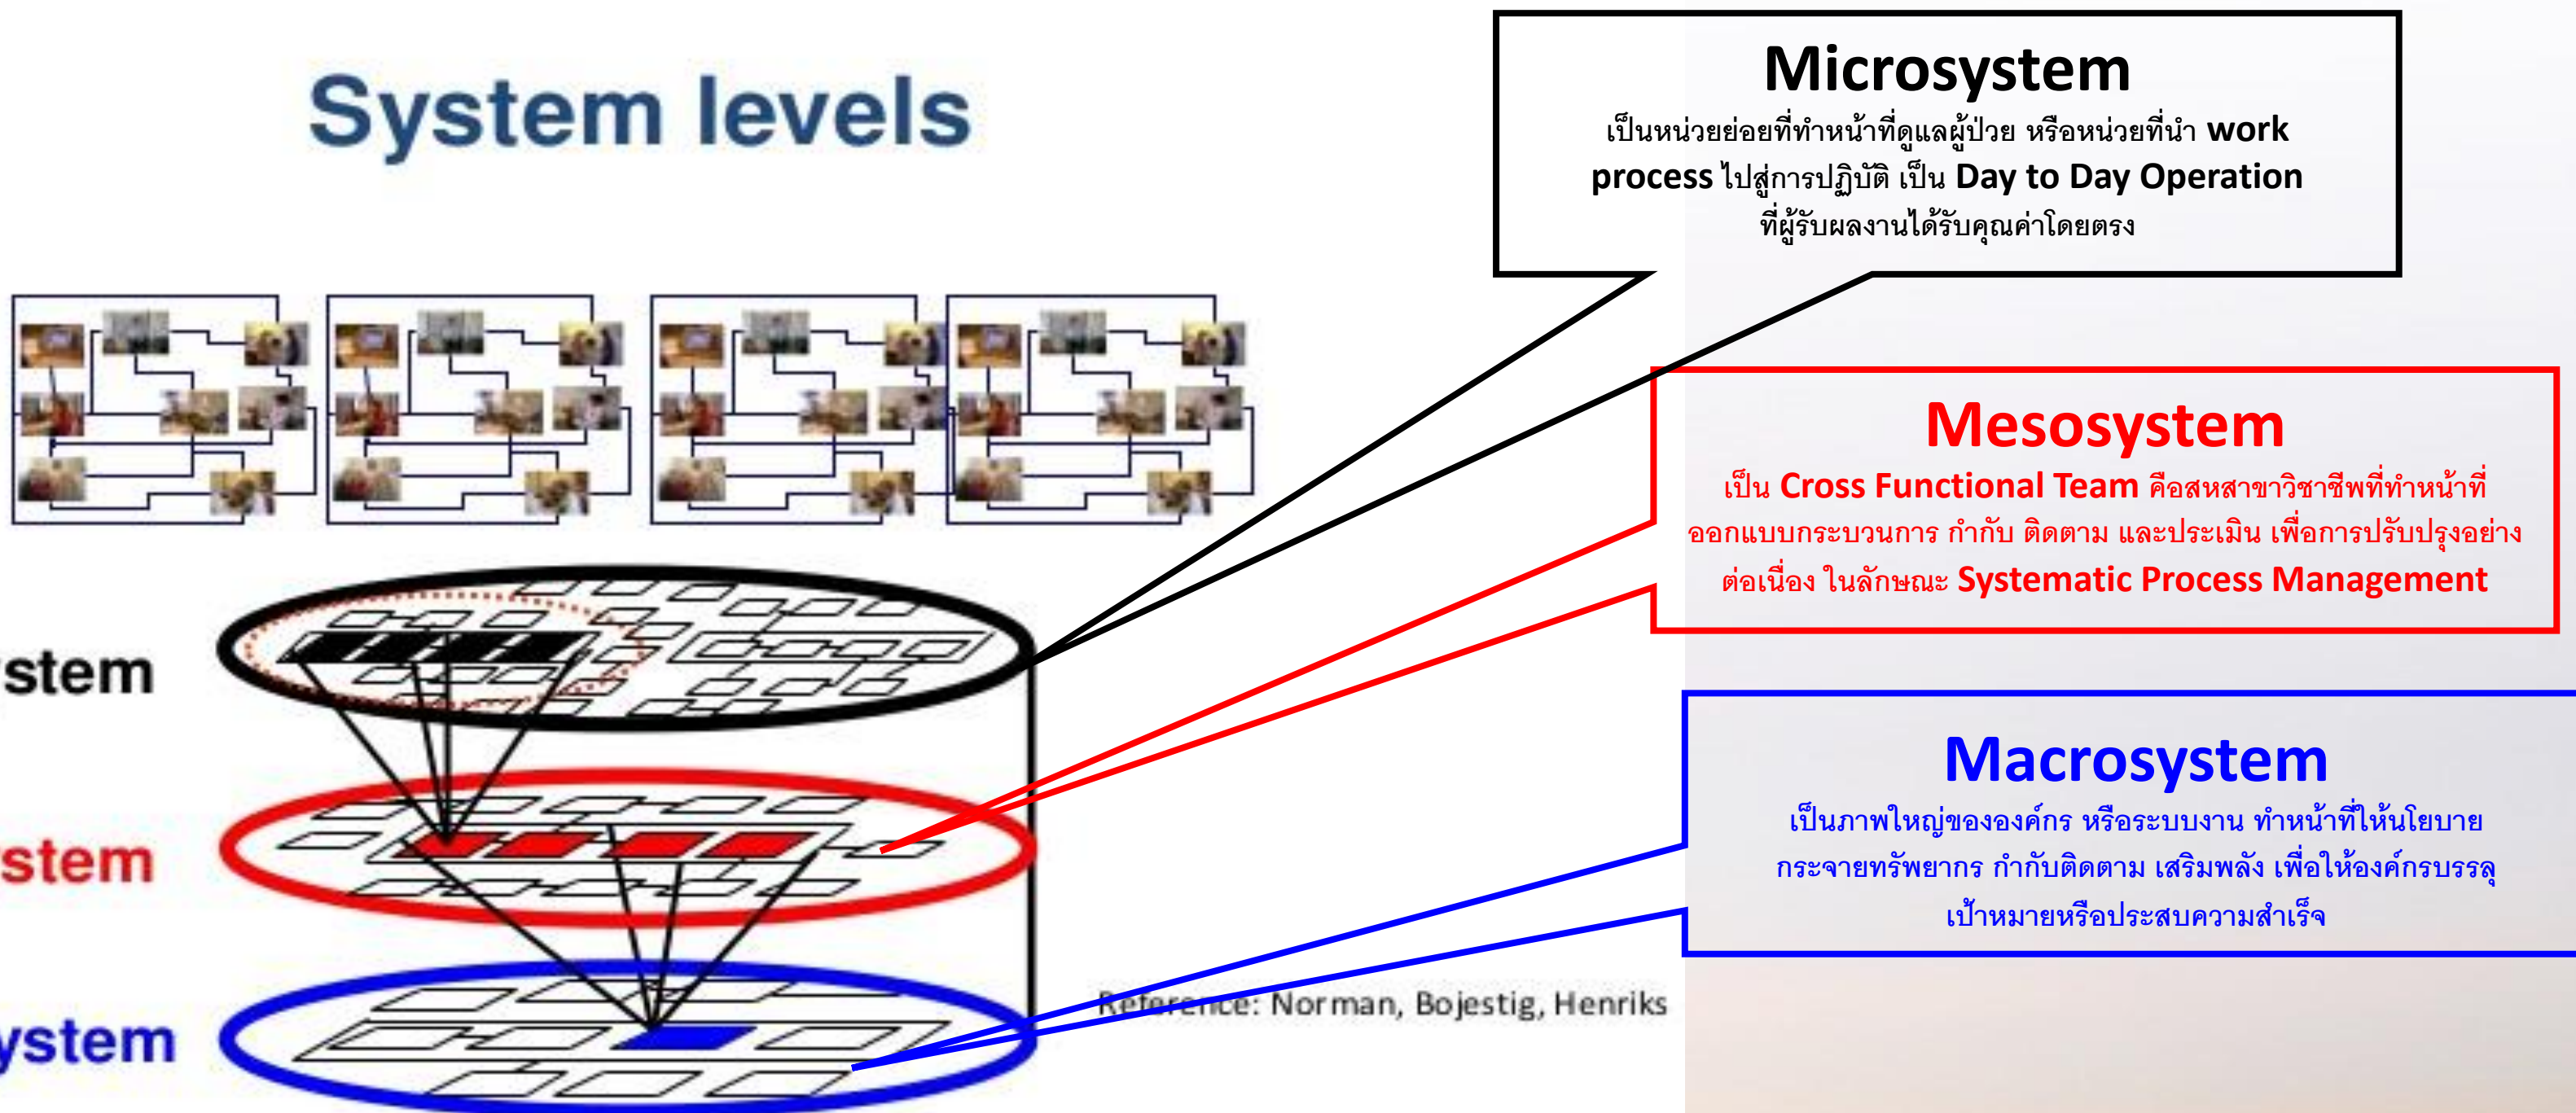 System levels
Microsystem
เป็นหน่วยย่อยที่ทำหน้าที่ดูแลผู้ป่วย หรือหน่วยที่นำ work
process ไปสู่การปฏิบัติ เป็น Day to Day Operation
ที่ผู้รับผลงานได้รับคุณค่าโดยตรง
Mesosystem
เป็น Cross Functional Team คือสหสาขาวิชาชีพที่ทำหน้าที่
ออกแบบกระบวนการ กำกับ ติดตาม และประเมิน เพื่อการปรับปรุงอย่าง
ต่อเนื่อง ในลักษณะ Systematic Process Management
Macrosystem
เป็นภาพใหญ่ขององค์กร หรือระบบงาน ทำหน้าที่ให้นโยบาย
กระจายทรัพยากร กำกับติดตาม เสริมพลัง เพื่อให้องค์กรบรรลุ
เป้าหมายหรือประสบความสำเร็จ
stem
stem
ystem
Reference: Norman, Bojestig, Henriks